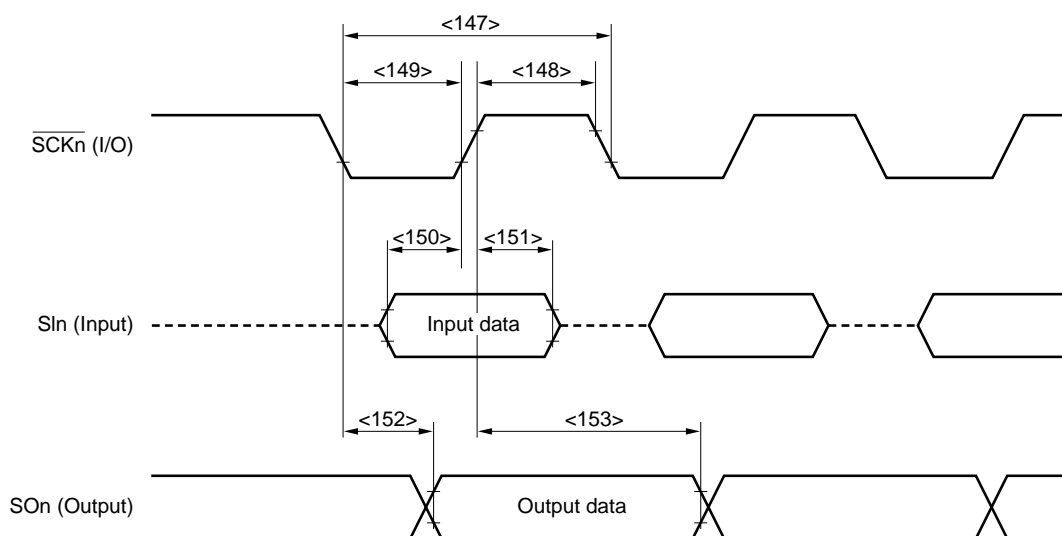 <147>
<149>
<148>
SCKn (I/O)
<150>
<151>
SIn (Input)
Input data
<152>
<153>
SOn (Output)
Output data